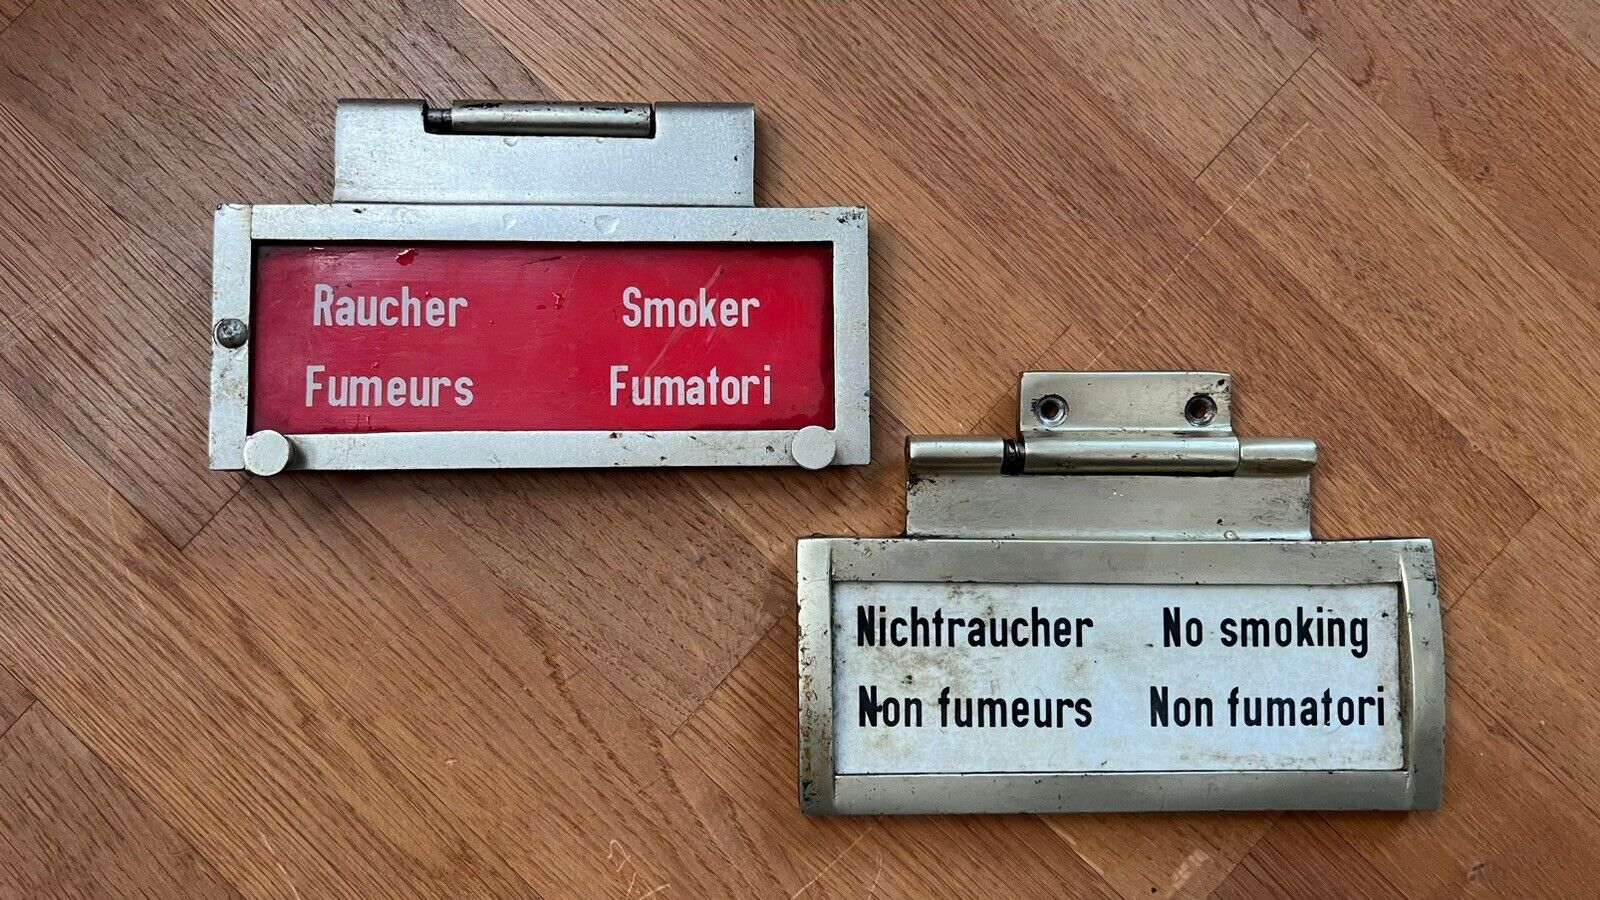 Raucher Smoker
Fumeurs Fumatori
Nichtraucher No smoking
Non fumeurs Non fumatori